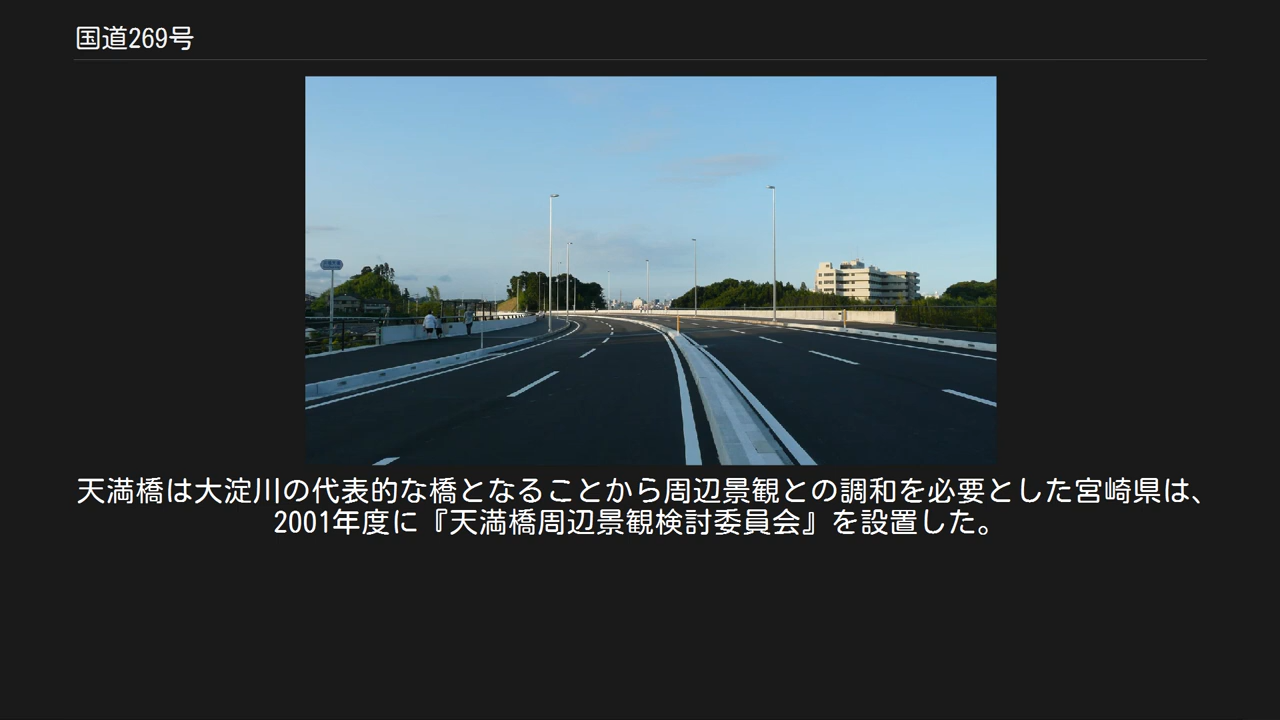 国道269号
天満橋は大淀川の代表的な橋となることから周辺景観との調和を必要とした宮崎県は、
2001年度に『天満橋周辺景観検討委員会』を設置した。